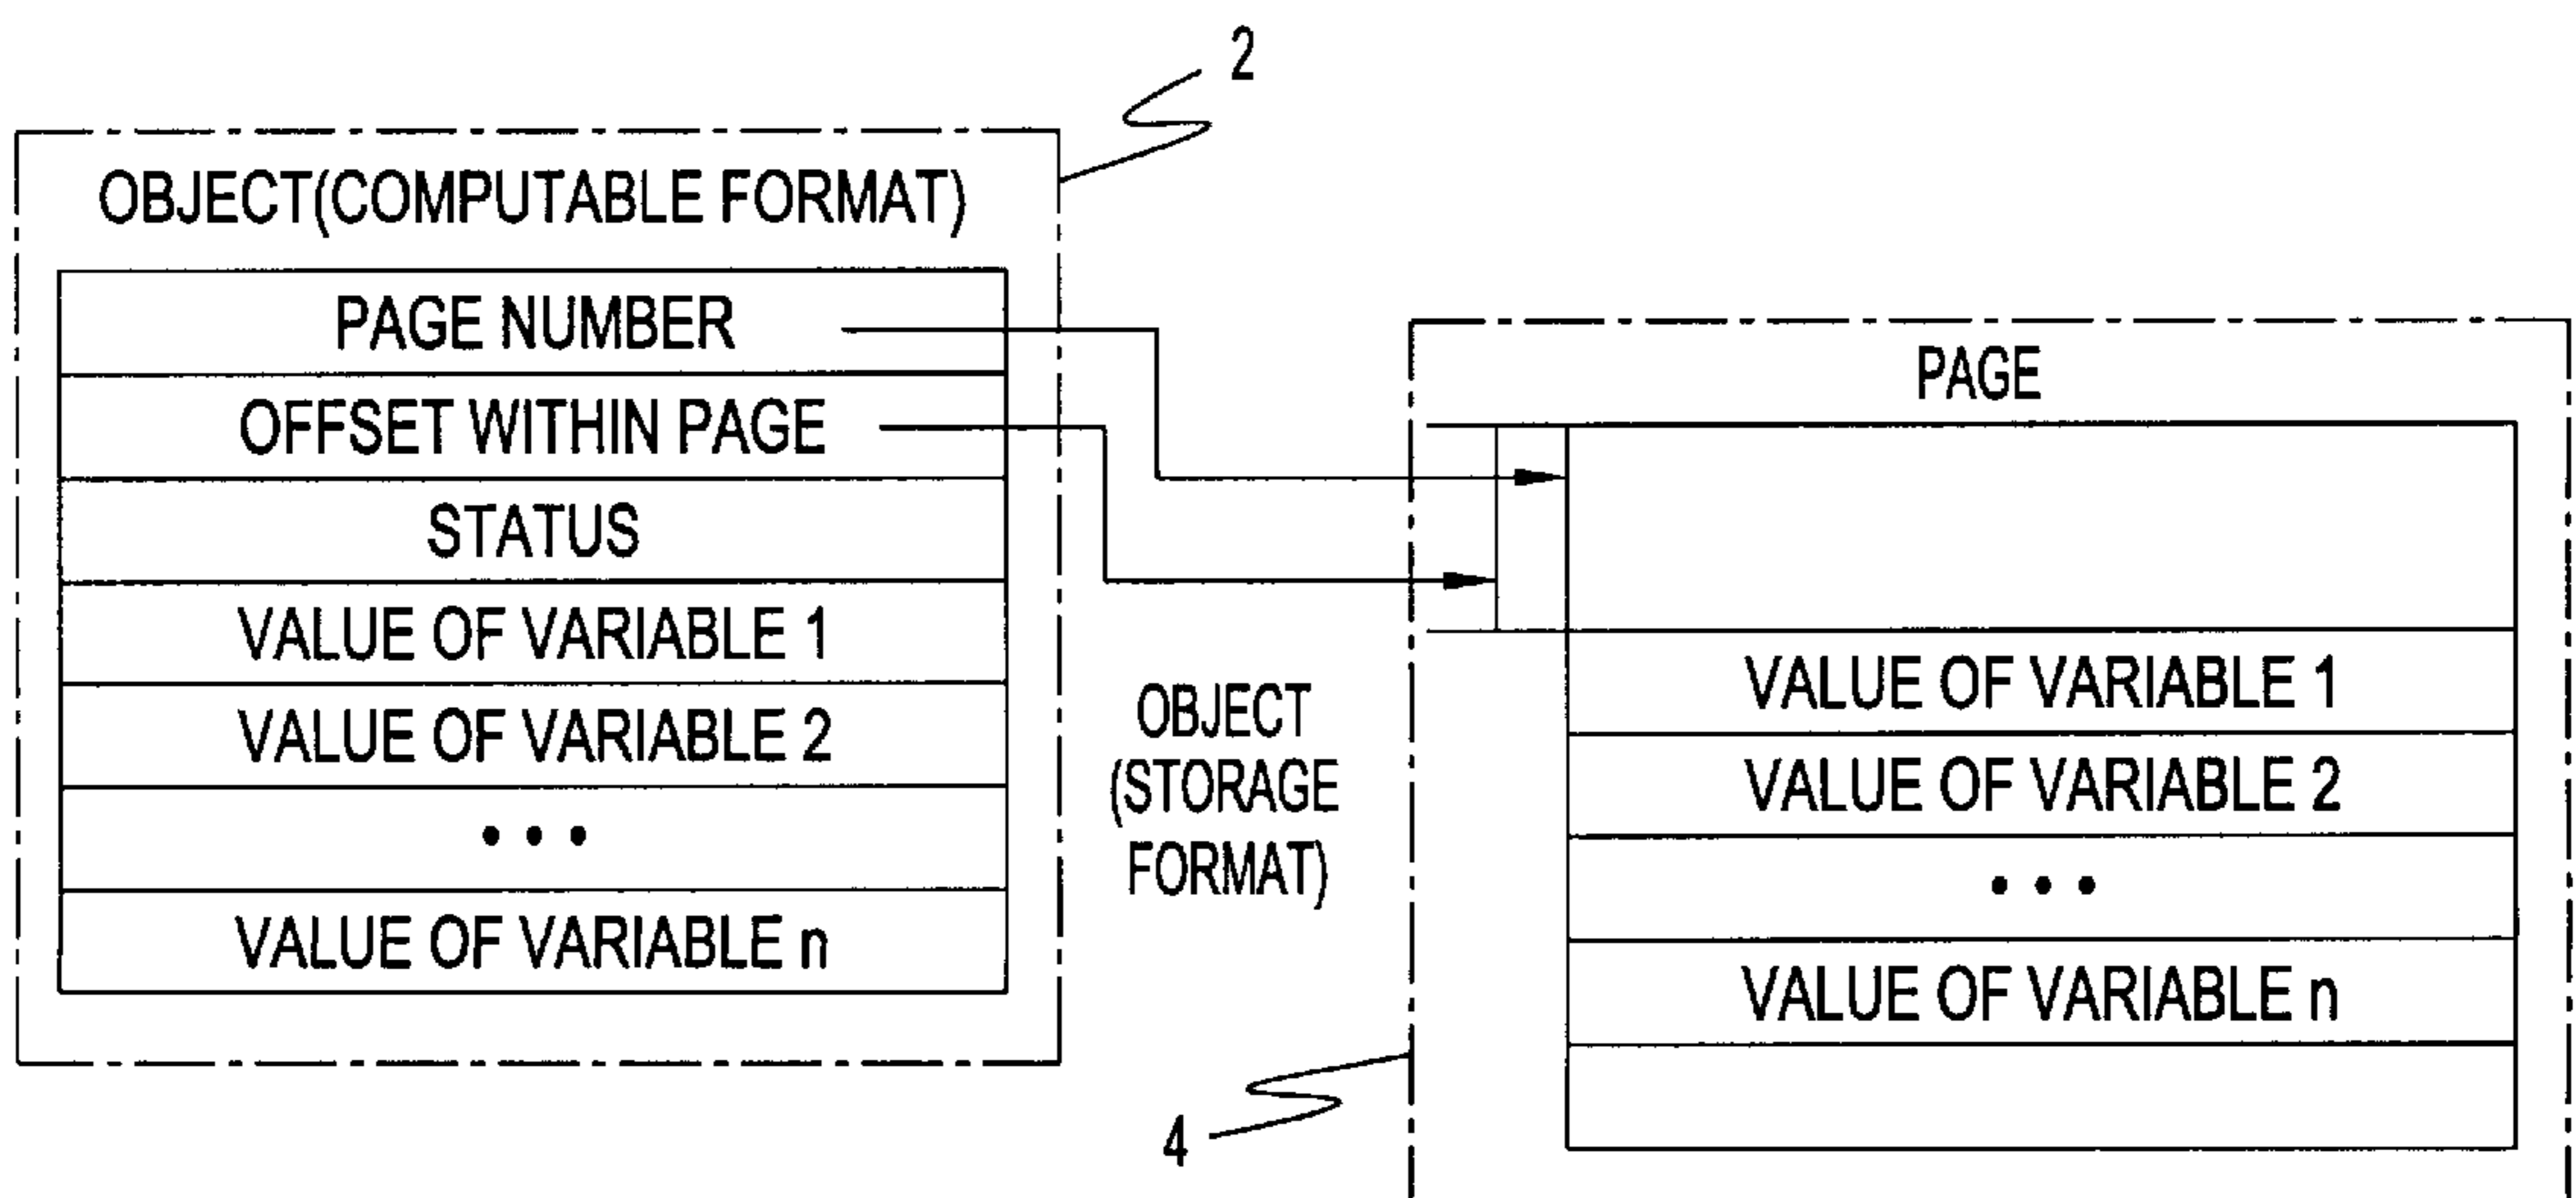 2
OBJECT(COMPUTABLE FORMAT)
PAGE NUMBER
OFFSET WITHIN PAGE
STATUS
VALUE OF VARIABLE 1
VALUE OF VARIABLE 2
• • •
VALUE OF VARIABLE n
OBJECT
(STORAGE
FORMAT)
4
PAGE
VALUE OF VARIABLE 1
VALUE OF VARIABLE 2
• • •
VALUE OF VARIABLE n